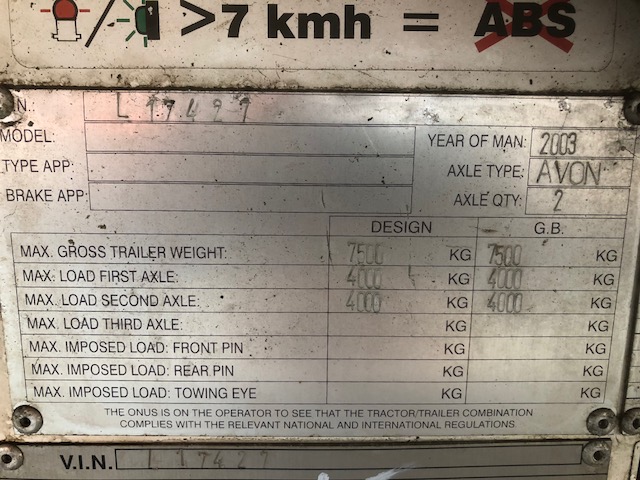 / >7 kmh = ABS
N.: L 17427
MODEL:
YEAR OF MAN: 2003
TYPE APP:
AXLE TYPE: AVON
BRAKE APP:
AXLE QTY: 2
DESIGN G.B.
MAX. GROSS TRAILER WEIGHT: 7500 KG 7500 KG
MAX. LOAD FIRST AXLE: 4000 KG 4000 KG
MAX. LOAD SECOND AXLE: 4000 KG 4000 KG
MAX. LOAD THIRD AXLE: KG KG
MAX. IMPOSED LOAD: FRONT PIN KG KG
MAX. IMPOSED LOAD: REAR PIN KG KG
MAX. IMPOSED LOAD: TOWING EYE KG KG
THE ONUS IS ON THE OPERATOR TO SEE THAT THE TRACTOR/TRAILER COMBINATION
COMPLIES WITH THE RELEVANT NATIONAL AND INTERNATIONAL REGULATIONS
V.I.N. L 17427